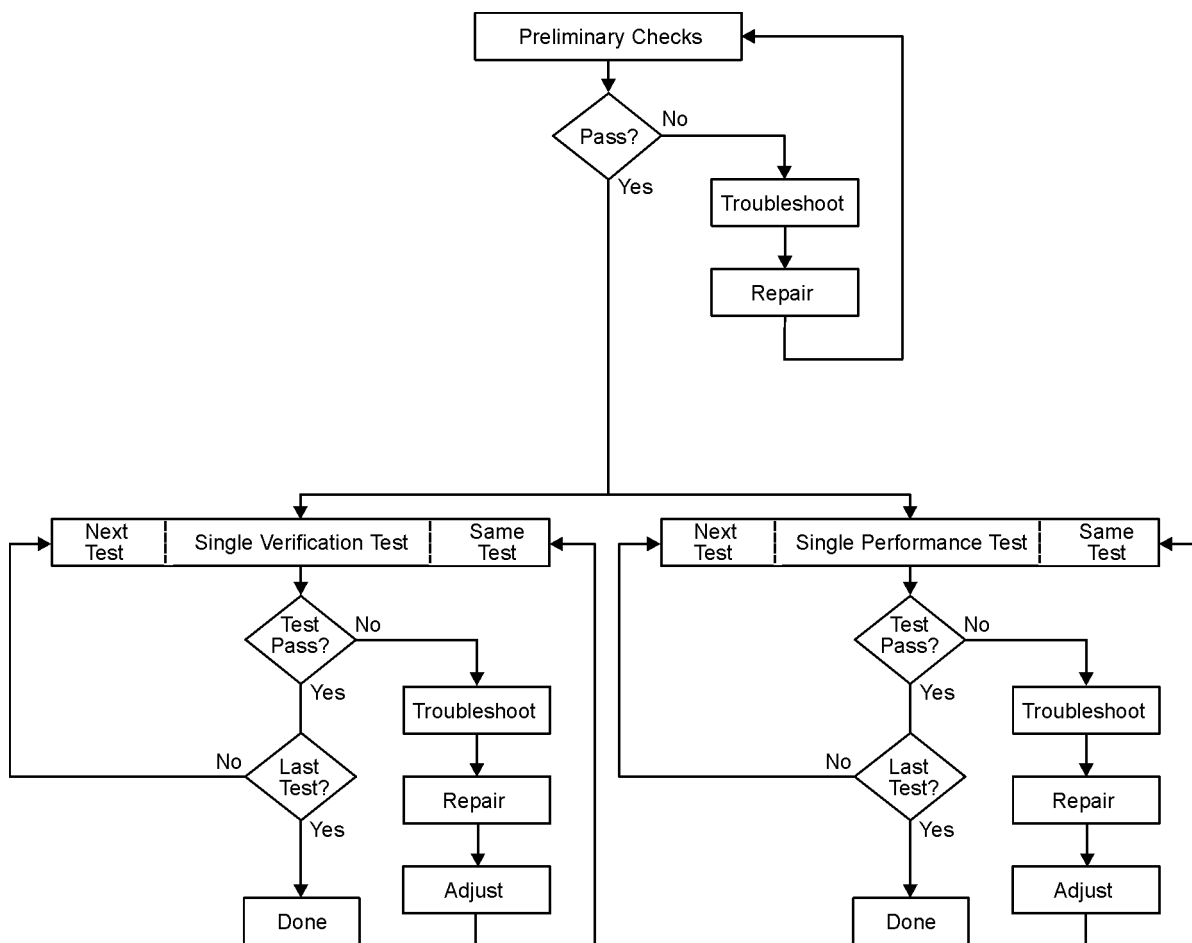 Preliminary Checks
Pass?
No
Yes
Troubleshoot
Repair
Next
Test
Single Verification Test
Same
Test
Test
Pass?
No
Yes
Troubleshoot
No
Last
Test?
Repair
Yes
Adjust
Done
Next
Test
Single Performance Test
Same
Test
Test
Pass?
No
Yes
Troubleshoot
No
Last
Test?
Repair
Yes
Adjust
Done